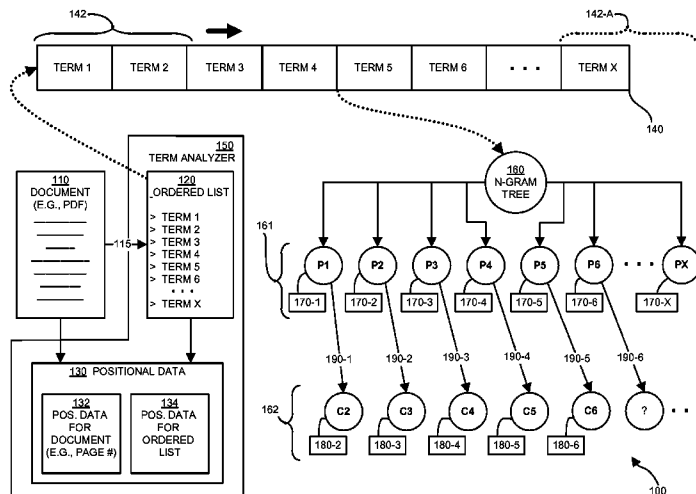 142
142-A
TERM 1 TERM 2 TERM 3 TERM 4 TERM 5 TERM 6 · · · TERM X
140
150
TERM ANALYZER
110
DOCUMENT
(E.G., PDF)
115
120
ORDERED LIST
> TERM 1
> TERM 2
> TERM 3
> TERM 4
> TERM 5
> TERM 6
· · ·
> TERM X
130 POSITIONAL DATA
132
POS. DATA
FOR
DOCUMENT
(E.G., PAGE #)
134
POS. DATA
FOR
ORDERED
LIST
160
N-GRAM
TREE
161
P1 P2 P3 P4 P5 P6 · · · PX
170-1 170-2 170-3 170-4 170-5 170-6 170-X
190-1 190-2 190-3 190-4 190-5 190-6
162
C2 C3 C4 C5 C6 ? · · ·
180-2 180-3 180-4 180-5 180-6
100